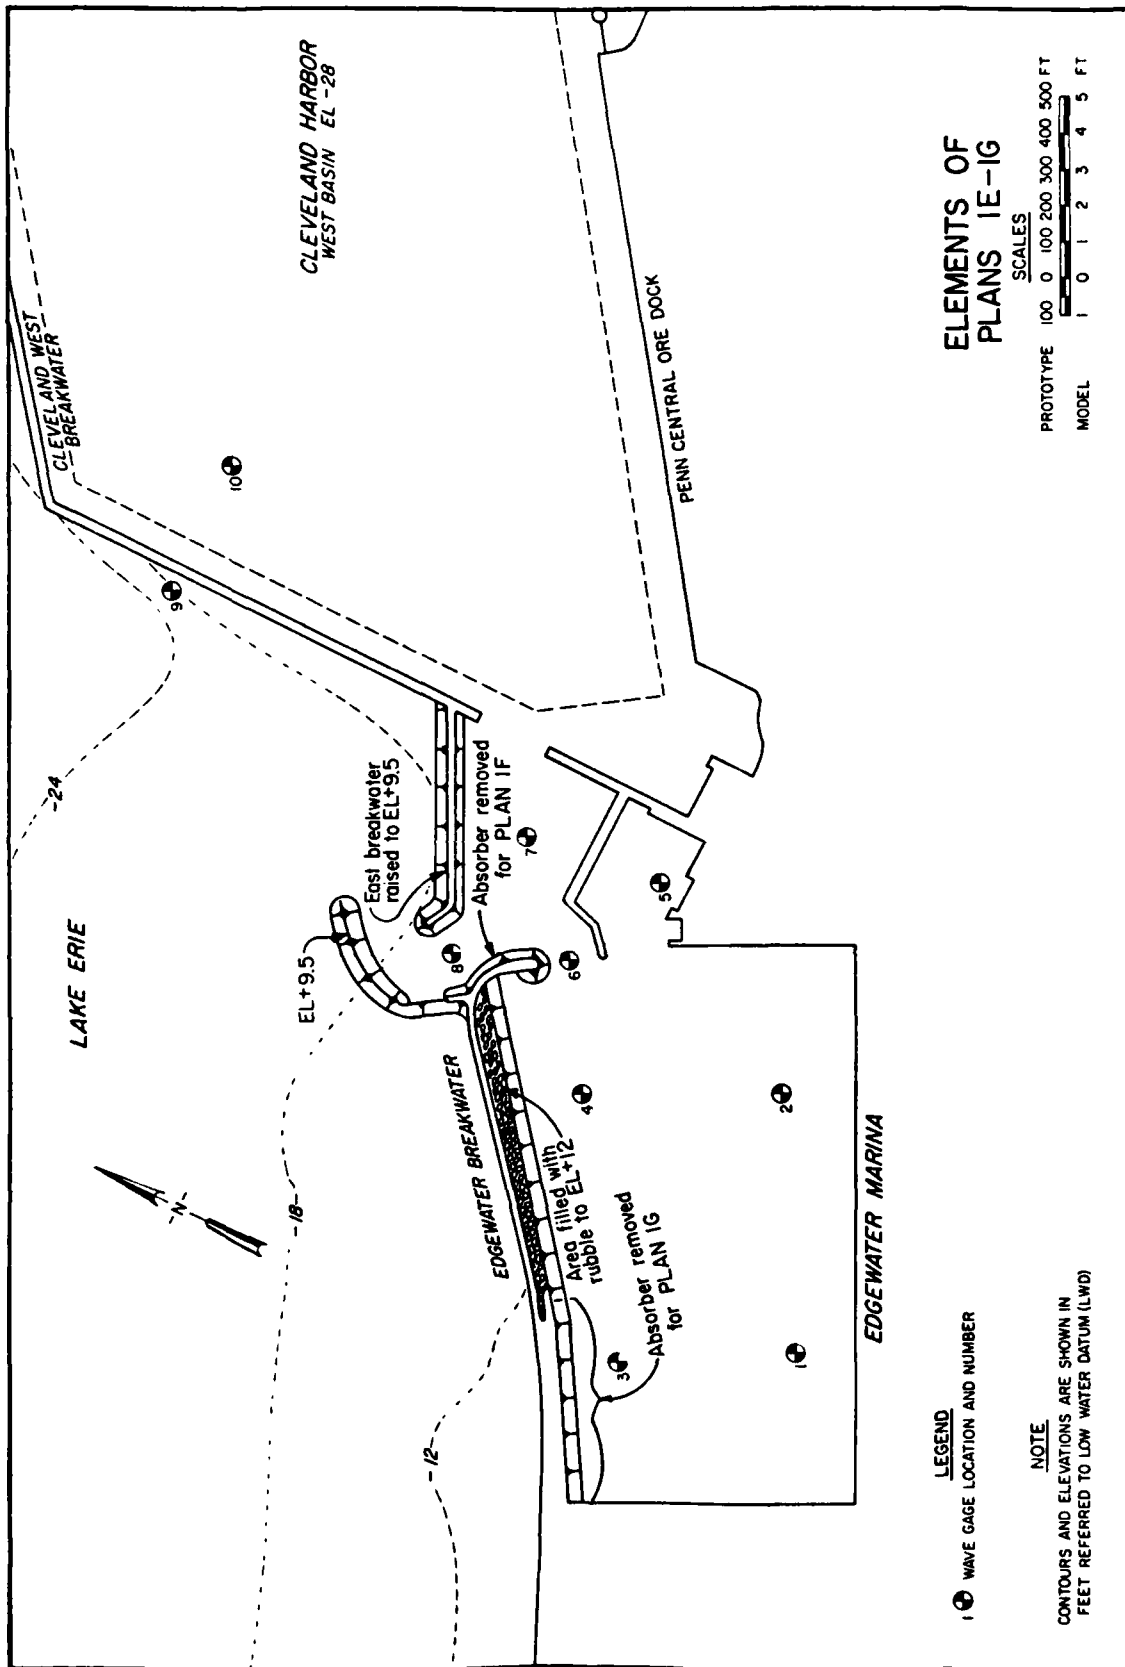 LAKE ERIE
CLEVELAND WEST
BREAKWATER
CLEVELAND HARBOR
WEST BASIN EL -28
-24
-18-
-12-
N
EL+9.5
East breakwater
raised to EL+9.5
Absorber removed
for PLAN 1F
EDGEWATER BREAKWATER
Area filled with
rubble to EL+12
Absorber removed
for PLAN 1G
PENN CENTRAL ORE DOCK
EDGEWATER MARINA
1
2
3
4
5
6
7
8
9
10
LEGEND
1 WAVE GAGE LOCATION AND NUMBER
NOTE
CONTOURS AND ELEVATIONS ARE SHOWN IN
FEET REFERRED TO LOW WATER DATUM (LWD)
ELEMENTS OF
PLANS 1E-1G
SCALES
PROTOTYPE 100 0 100 200 300 400 500 FT
MODEL 1 0 1 2 3 4 5 FT